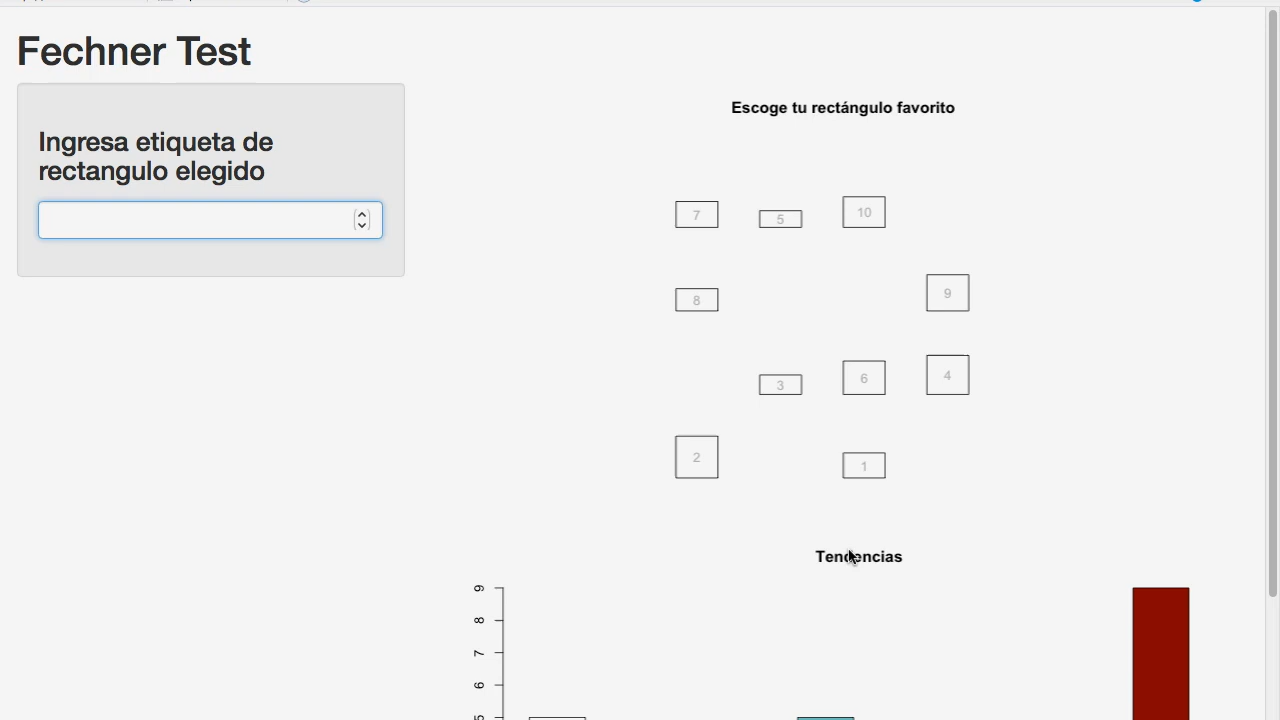 Fechner Test
Ingresa etiqueta de
rectangulo elegido
Escoge tu rectángulo favorito
7
5
10
8
9
3
6
4
2
1
Tendencias
9
8
7
6